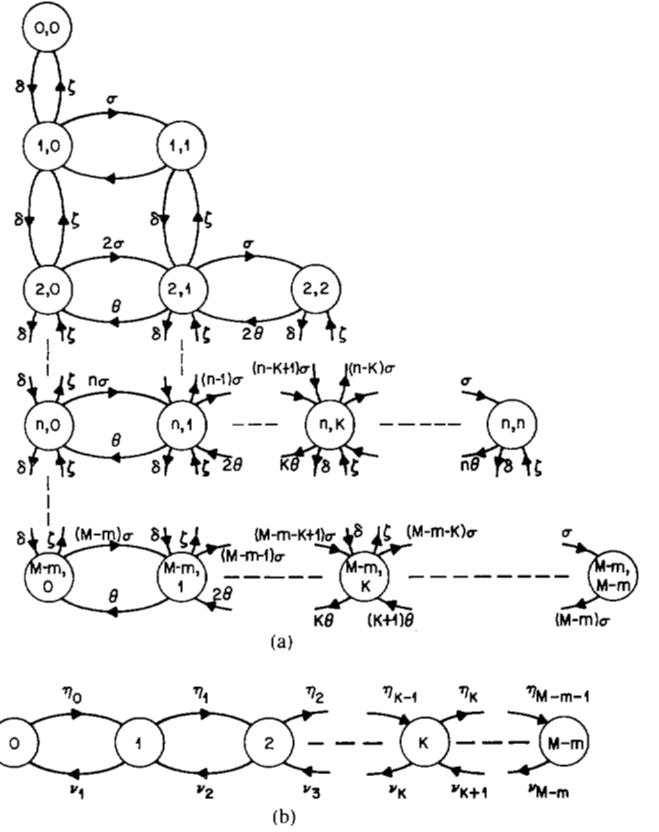 0,0
δ ζ
σ
1,0 1,1
δ ζ δ ζ
2σ σ
2,0 2,1 2,2
θ 2θ
δ ζ δ ζ δ ζ
δ ζ nσ (n-1)σ (n-K+1)σ (n-K)σ σ
n,0 n,1 n,K n,n
θ 2θ Kθ nθ
δ ζ δ ζ δ ζ δ ζ
δ ζ (M-m)σ δ ζ (M-m-K+1)σ δ ζ (M-m-K)σ σ
(M-m-1)σ
M-m, 0 M-m, 1 M-m, K M-m, M-m
θ 2θ Kθ (K+1)θ (M-m)σ
(a)
η0 η1 η2 ηK-1 ηK ηM-m-1
0 1 2 K M-m
ν1 ν2 ν3 νK νK+1 νM-m
(b)